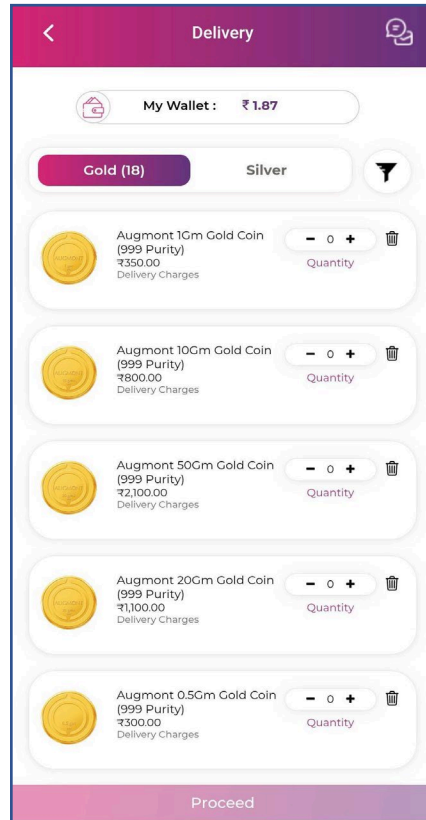 Delivery
My Wallet : ₹ 1.87
Gold (18)
Silver
Augmont 1Gm Gold Coin
(999 Purity)
₹350.00
Delivery Charges
- 0 +
Quantity
Augmont 10Gm Gold Coin
(999 Purity)
₹800.00
Delivery Charges
- 0 +
Quantity
Augmont 50Gm Gold Coin
(999 Purity)
₹2,100.00
Delivery Charges
- 0 +
Quantity
Augmont 20Gm Gold Coin
(999 Purity)
₹1,100.00
Delivery Charges
- 0 +
Quantity
Augmont 0.5Gm Gold Coin
(999 Purity)
₹300.00
Delivery Charges
- 0 +
Quantity
Proceed